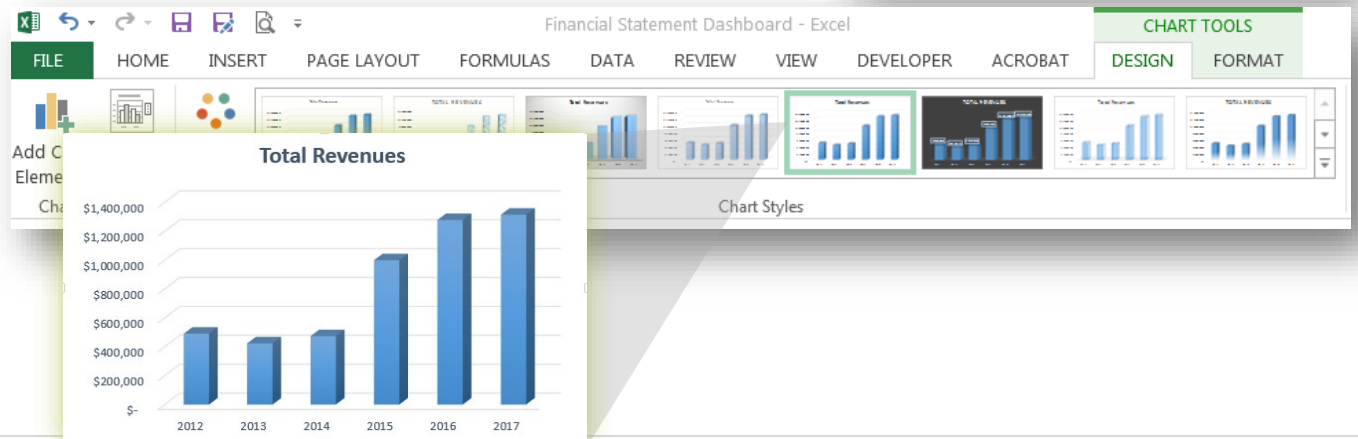 Financial Statement Dashboard - Excel
CHART TOOLS
FILE HOME INSERT PAGE LAYOUT FORMULAS DATA REVIEW VIEW DEVELOPER ACROBAT DESIGN FORMAT
Add C
Eleme
Cha
Chart Styles
Total Revenues
$1,400,000
$1,200,000
$1,000,000
$800,000
$600,000
$400,000
$200,000
$-
2012 2013 2014 2015 2016 2017